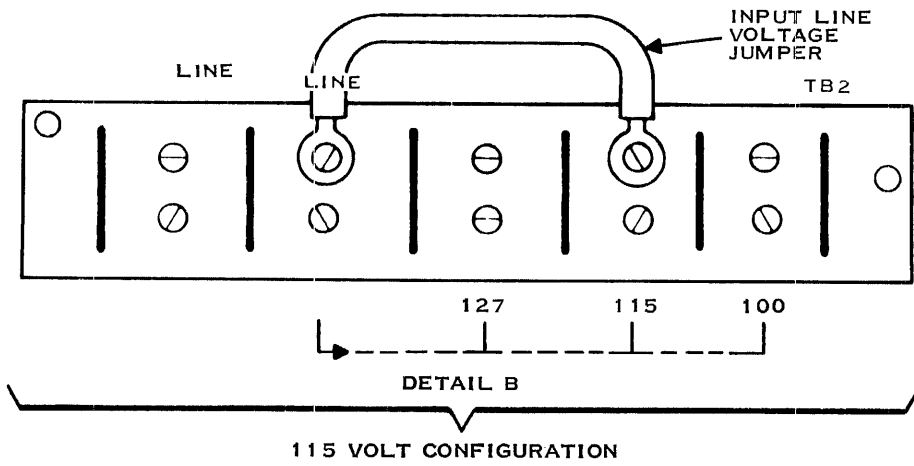 INPUT LINE
VOLTAGE
JUMPER
LINE
LINE
TB2
127
115
100
DETAIL B
115 VOLT CONFIGURATION